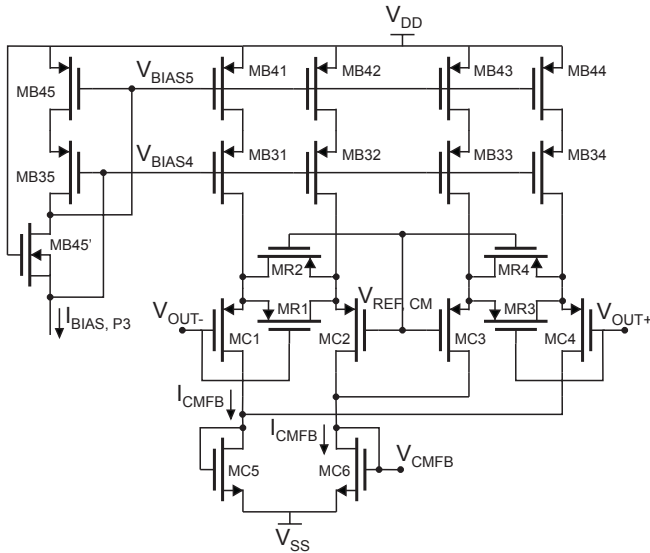 VDD
MB45
VBIAS5
MB41
MB42
MB43
MB44
MB35
VBIAS4
MB31
MB32
MB33
MB34
MB45'
MR2
MR4
IBIAS, P3
VOUT-
MR1
VREF, CM
MR3
VOUT+
MC1
MC2
MC3
MC4
ICMFB
ICMFB
VCMFB
MC5
MC6
VSS